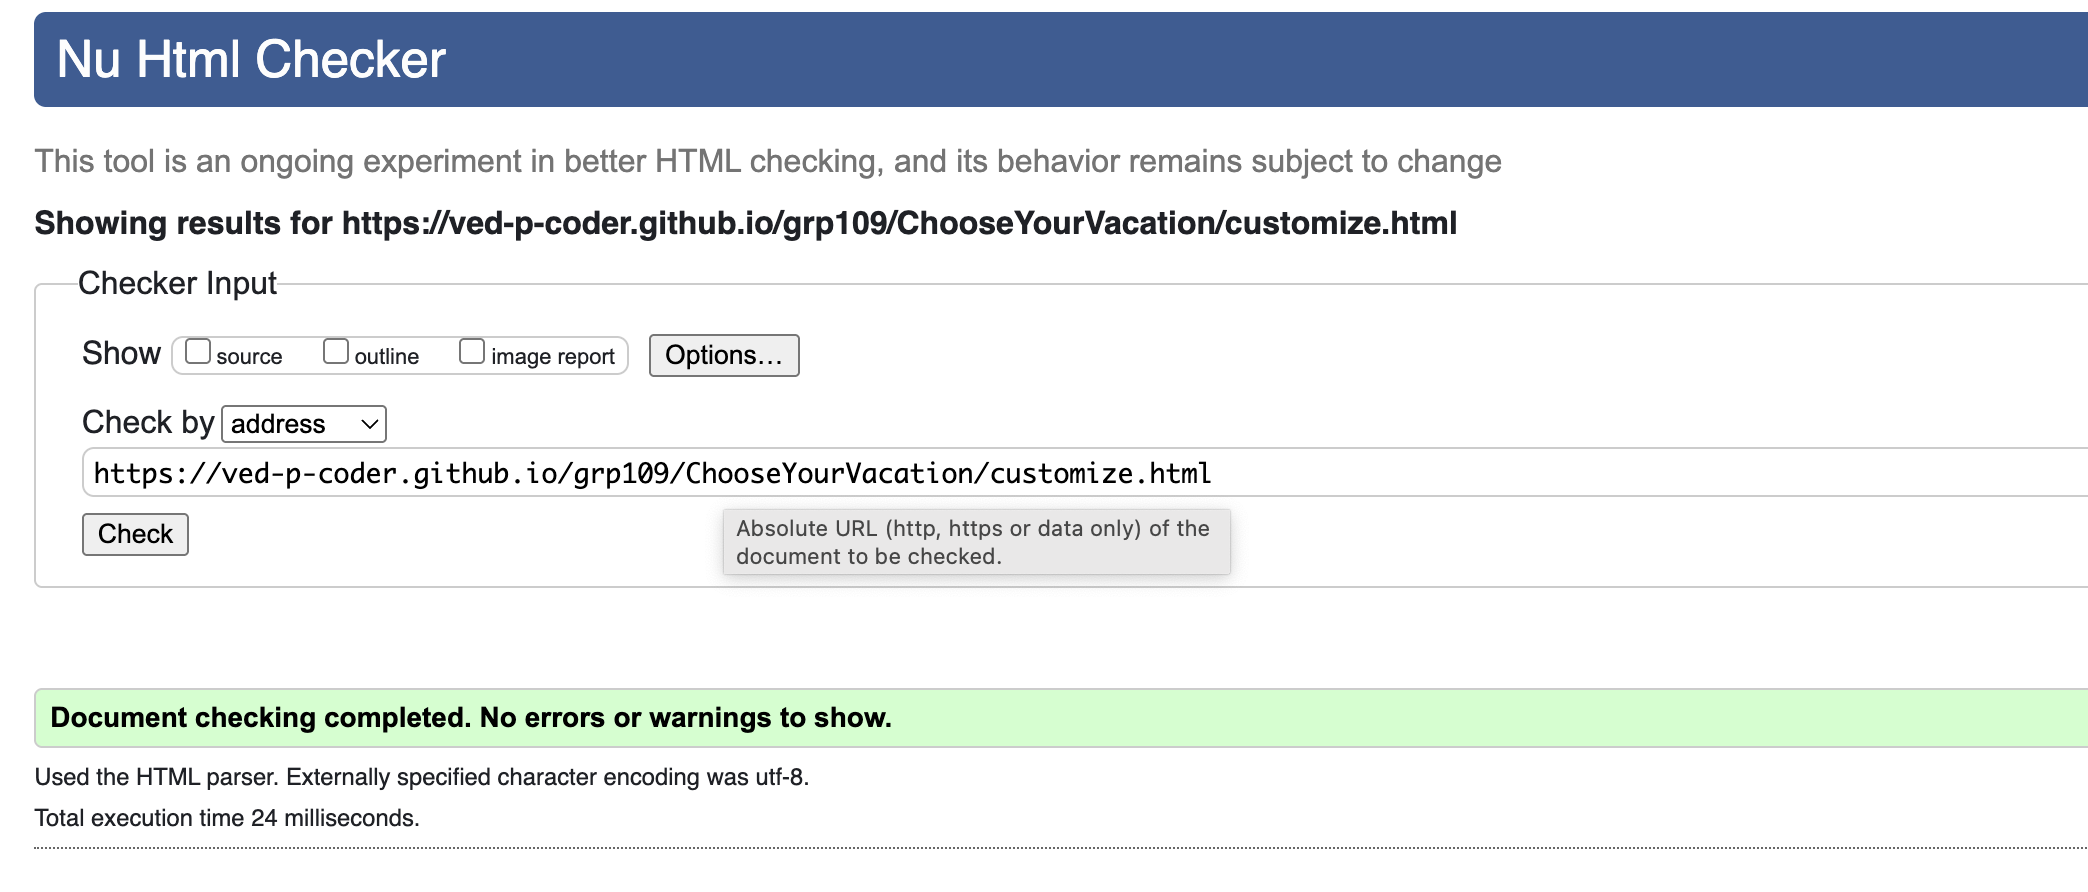 Nu Html Checker
This tool is an ongoing experiment in better HTML checking, and its behavior remains subject to change
Showing results for https://ved-p-coder.github.io/grp109/ChooseYourVacation/customize.html
Checker Input
Show source outline image report Options…
Check by address
https://ved-p-coder.github.io/grp109/ChooseYourVacation/customize.html
Check
Absolute URL (http, https or data only) of the
document to be checked.
Document checking completed. No errors or warnings to show.
Used the HTML parser. Externally specified character encoding was utf-8.
Total execution time 24 milliseconds.